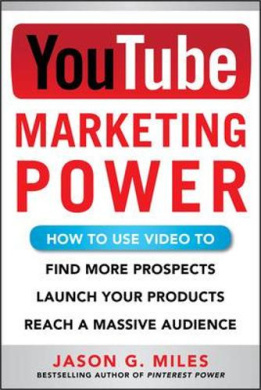 YouTube
MARKETING
POWER
HOW TO USE VIDEO TO
FIND MORE PROSPECTS
LAUNCH YOUR PRODUCTS
REACH A MASSIVE AUDIENCE
JASON G. MILES
BESTSELLING AUTHOR OF PINTEREST POWER